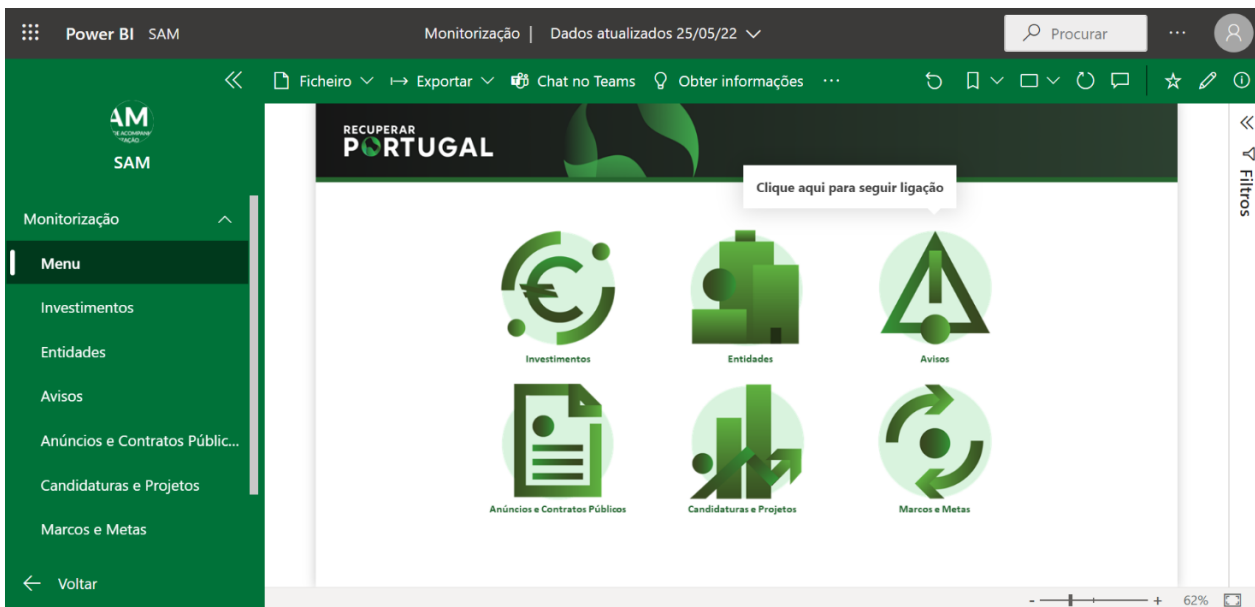 Power BI SAM
Monitorização | Dados atualizados 25/05/22
Procurar
Ficheiro Exportar Chat no Teams Obter informações
AM
SAM
Monitorização
Menu
Investimentos
Entidades
Avisos
Anúncios e Contratos Públic...
Candidaturas e Projetos
Marcos e Metas
Voltar
RECUPERAR
PORTUGAL
Clique aqui para seguir ligação
Investimentos
Entidades
Avisos
Anúncios e Contratos Públicos
Candidaturas e Projetos
Marcos e Metas
Filtros
- + 62%